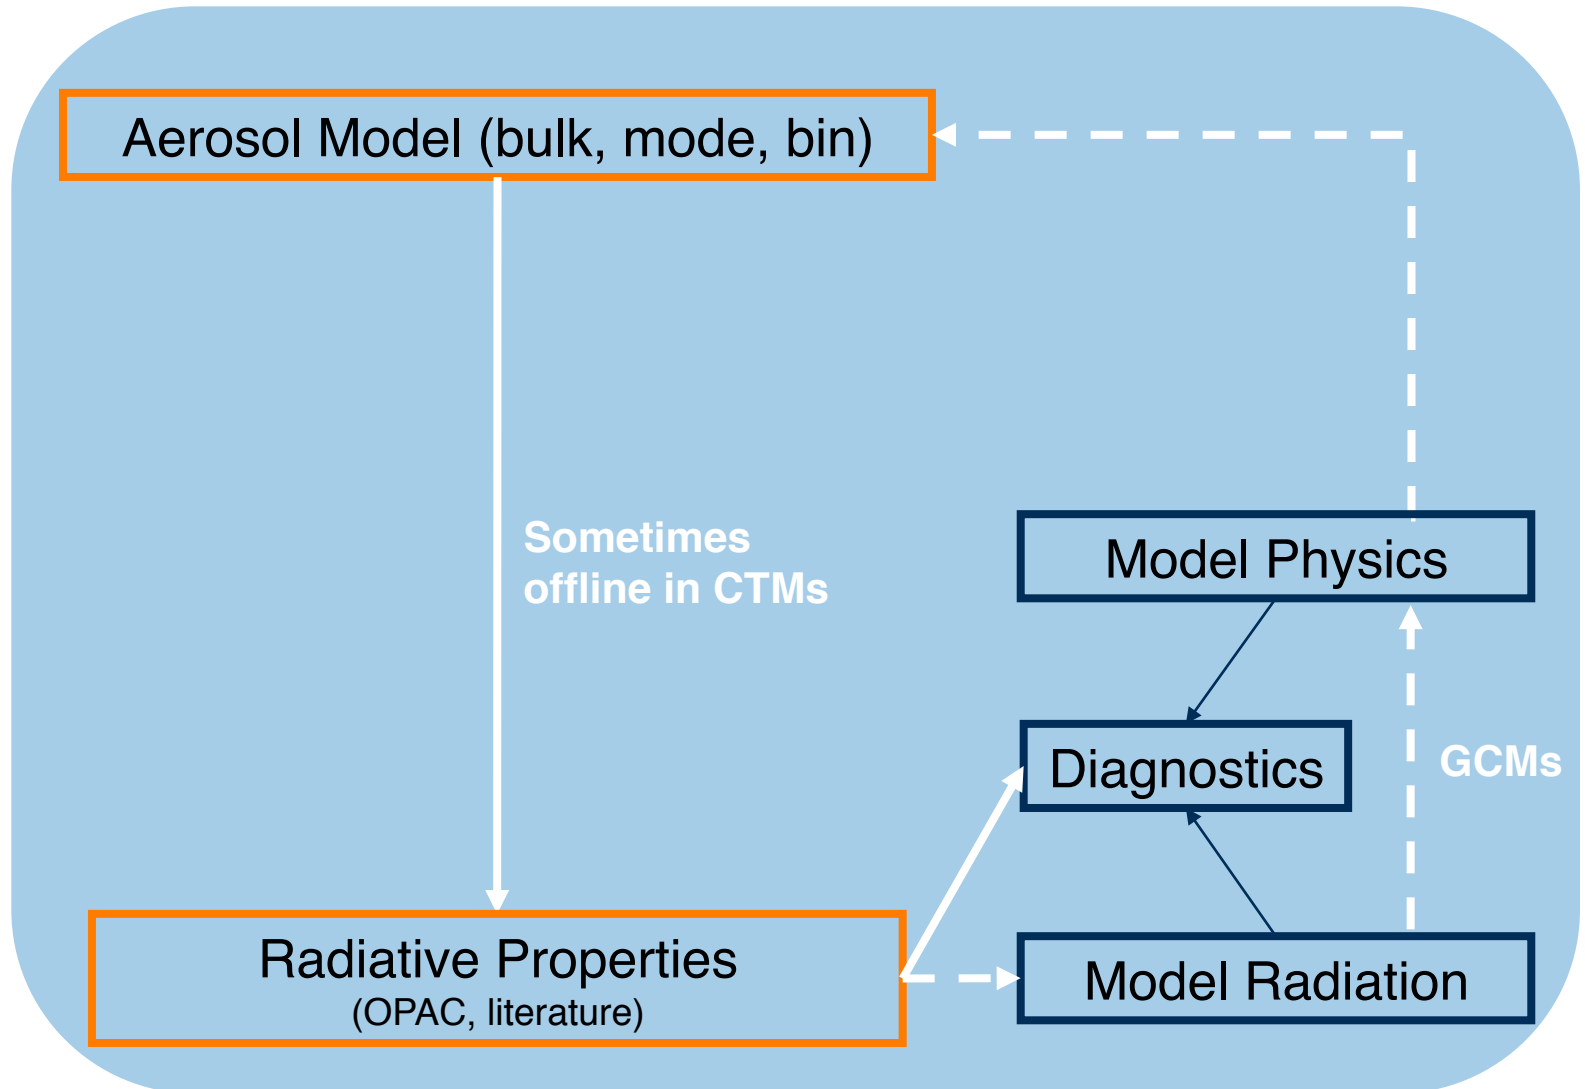 Aerosol Model (bulk, mode, bin)
Sometimes
offline in CTMs
Model Physics
Diagnostics
GCMs
Radiative Properties
(OPAC, literature)
Model Radiation